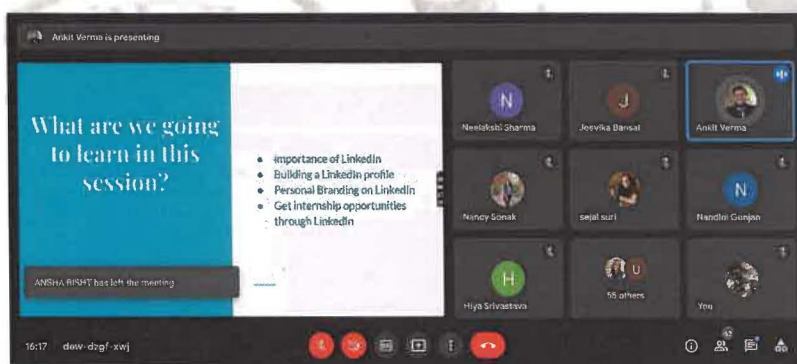 Ankit Verma is presenting
What are we going
to learn in this
session?
Importance of LinkedIn
Building a LinkedIn profile
Personal Branding on LinkedIn
Get internship opportunities
through LinkedIn
ANSHA BISHT has left the meeting
N
Neelakshi Sharma
J
Jesvika Bansal
Ankit Verma
Nancy Sonak
sejal suri
N
Nandini Gunjan
H
Hiya Srivastava
U
55 others
You
16:17 dew-dzgf-xwj